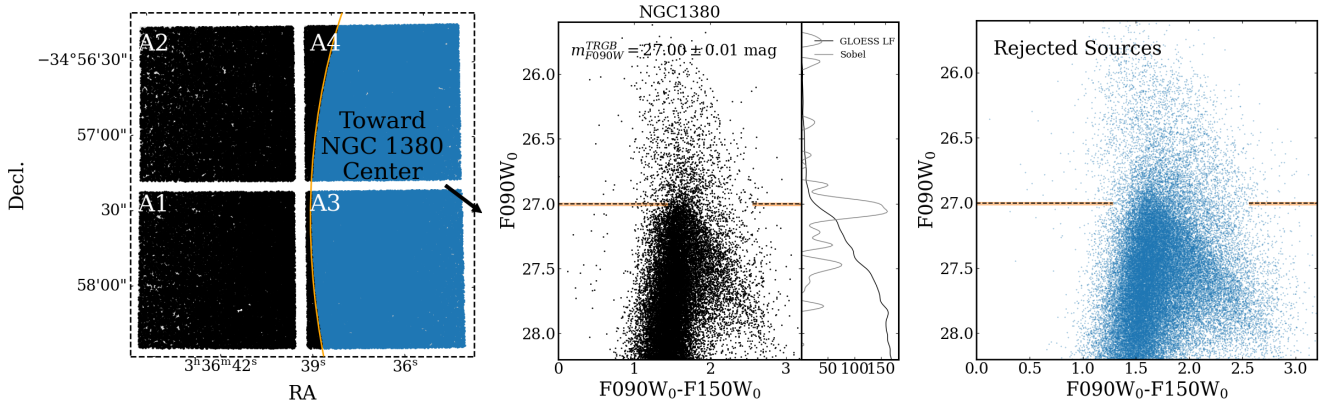 A2
A4
A1
A3
Toward
NGC 1380
Center
−34°56'30"
57'00"
30"
58'00"
Decl.
3ʰ36ᵐ42ˢ
39ˢ
36ˢ
RA
NGC1380
m^TRGB_F090W = 27.00 ± 0.01 mag
GLOESS LF
Sobel
26.0
26.5
27.0
27.5
28.0
F090W₀
0
1
2
3
50
100
150
F090W₀-F150W₀
Rejected Sources
26.0
26.5
27.0
27.5
28.0
F090W₀
0.0
0.5
1.0
1.5
2.0
2.5
3.0
F090W₀-F150W₀